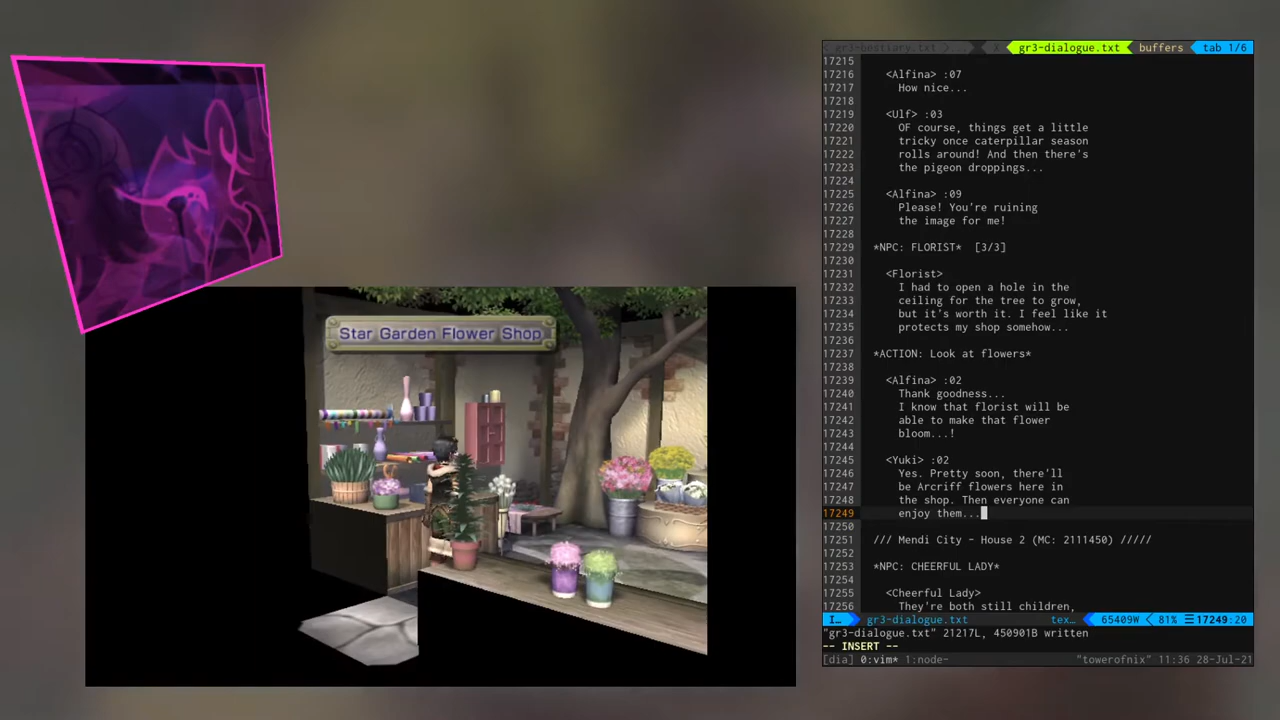 < gr3-bestiary.txt >... < X gr3-dialogue.txt buffers tab 1/6
17215
17216 <Alfina> :07
17217 How nice...
17218
17219 <Ulf> :03
17220 OF course, things get a little
17221 tricky once caterpillar season
17222 rolls around! And then there's
17223 the pigeon droppings...
17224
17225 <Alfina> :09
17226 Please! You're ruining
17227 the image for me!
17228
17229 *NPC: FLORIST* [3/3]
17230
17231 <Florist>
17232 I had to open a hole in the
17233 ceiling for the tree to grow,
17234 but it's worth it. I feel like it
17235 protects my shop somehow...
17236
17237 *ACTION: Look at flowers*
17238
17239 <Alfina> :02
17240 Thank goodness...
17241 I know that florist will be
17242 able to make that flower
17243 bloom...!
17244
17245 <Yuki> :02
17246 Yes. Pretty soon, there'll
17247 be Arcriff flowers here in
17248 the shop. Then everyone can
17249 enjoy them...
17250
17251 /// Mendi City - House 2 (MC: 2111450) /////
17252
17253 *NPC: CHEERFUL LADY*
17254
17255 <Cheerful Lady>
17256 They're both still children,
I... gr3-dialogue.txt tex... 65409W 81% ☰17249:20
"gr3-dialogue.txt" 21217L, 450901B written
-- INSERT --
[dia] 0:vim* 1:node- "towerofnix" 11:36 28-Jul-21
Star Garden Flower Shop